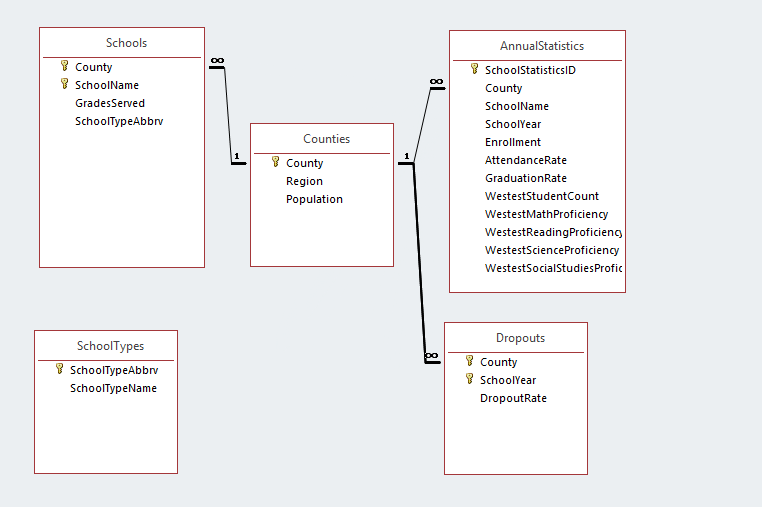 Schools
County
SchoolName
GradesServed
SchoolTypeAbbrv
∞
1
Counties
County
Region
Population
1
∞
∞
AnnualStatistics
SchoolStatisticsID
County
SchoolName
SchoolYear
Enrollment
AttendanceRate
GraduationRate
WestestStudentCount
WestestMathProficiency
WestestReadingProficiency
WestestScienceProficiency
WestestSocialStudiesProfic
SchoolTypes
SchoolTypeAbbrv
SchoolTypeName
Dropouts
County
SchoolYear
DropoutRate